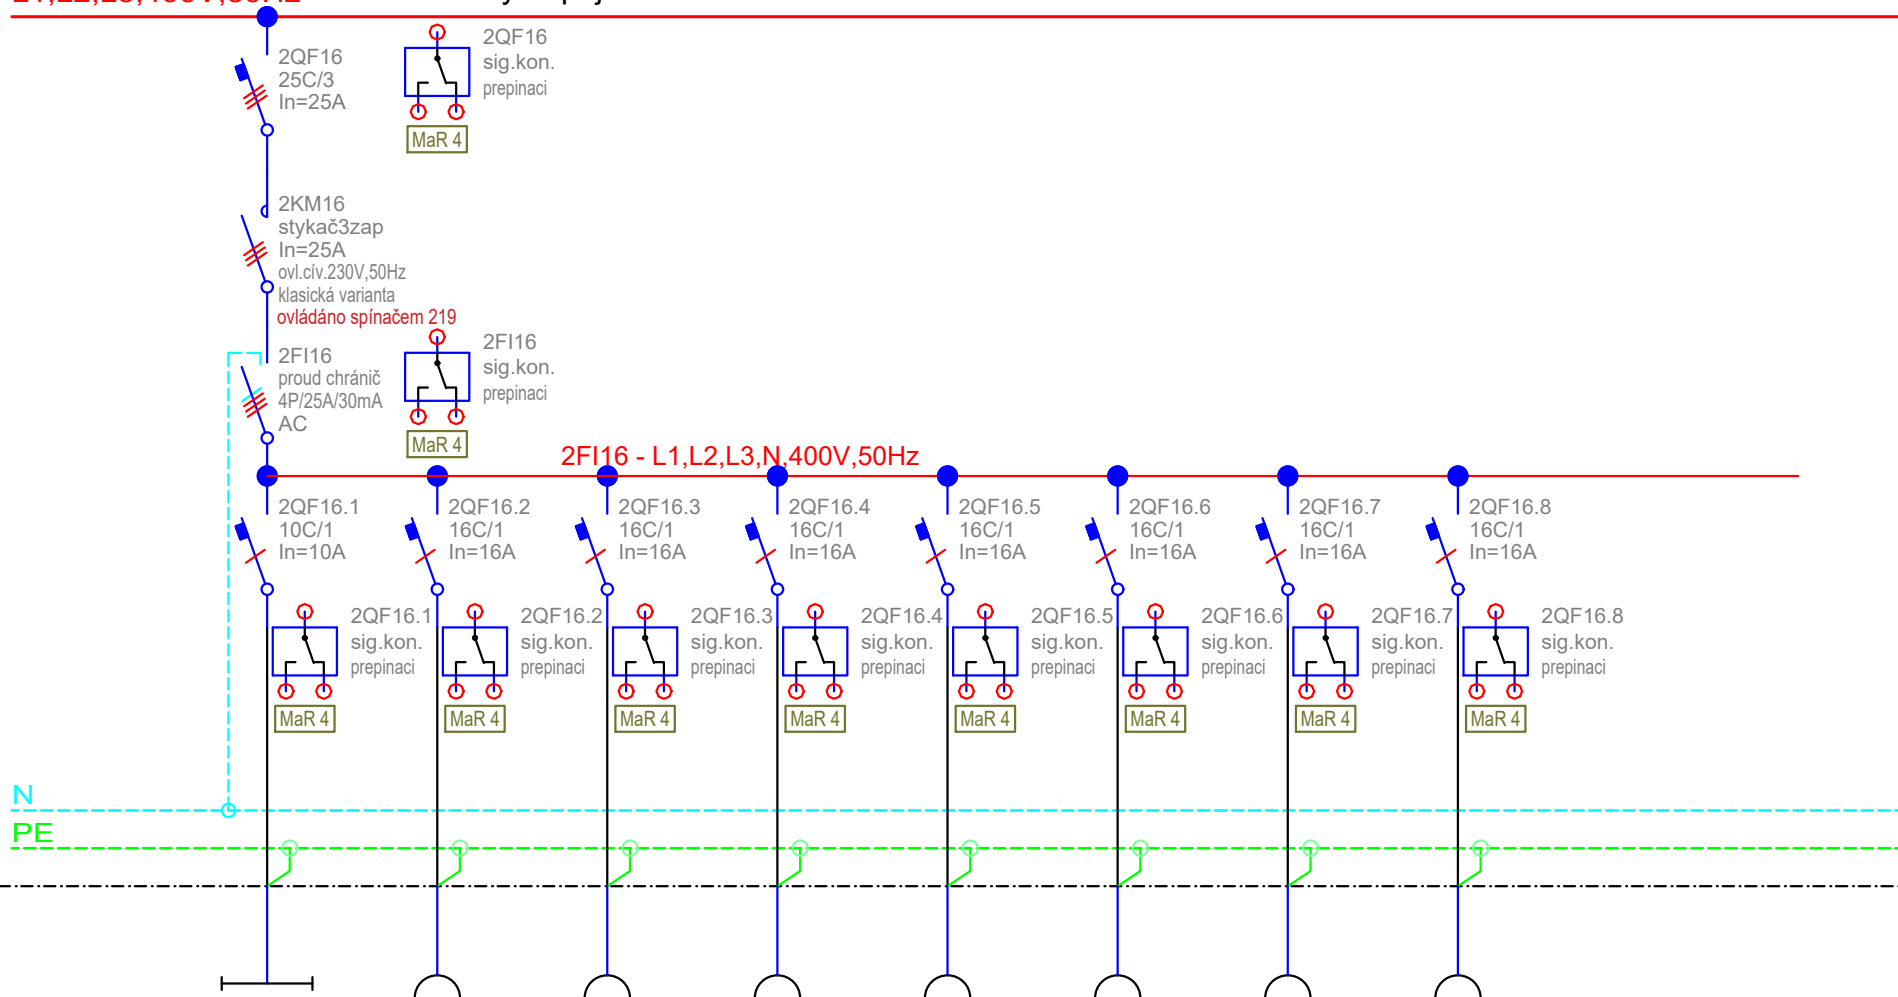 L1,L2,L3,400V,50Hz
2QF16
25C/3
In=25A
2QF16
sig.kon.
prepinaci
MaR 4
2KM16
stykač3zap
In=25A
ovl.cív.230V,50Hz
klasická varianta
ovládáno spínačem 219
2FI16
proud chránič
4P/25A/30mA
AC
2FI16
sig.kon.
prepinaci
MaR 4
2FI16 - L1,L2,L3,N,400V,50Hz
2QF16.1
10C/1
In=10A
2QF16.2
16C/1
In=16A
2QF16.3
16C/1
In=16A
2QF16.4
16C/1
In=16A
2QF16.5
16C/1
In=16A
2QF16.6
16C/1
In=16A
2QF16.7
16C/1
In=16A
2QF16.8
16C/1
In=16A
2QF16.1
sig.kon.
prepinaci
MaR 4
2QF16.2
sig.kon.
prepinaci
MaR 4
2QF16.3
sig.kon.
prepinaci
MaR 4
2QF16.4
sig.kon.
prepinaci
MaR 4
2QF16.5
sig.kon.
prepinaci
MaR 4
2QF16.6
sig.kon.
prepinaci
MaR 4
2QF16.7
sig.kon.
prepinaci
MaR 4
2QF16.8
sig.kon.
prepinaci
MaR 4
N
PE